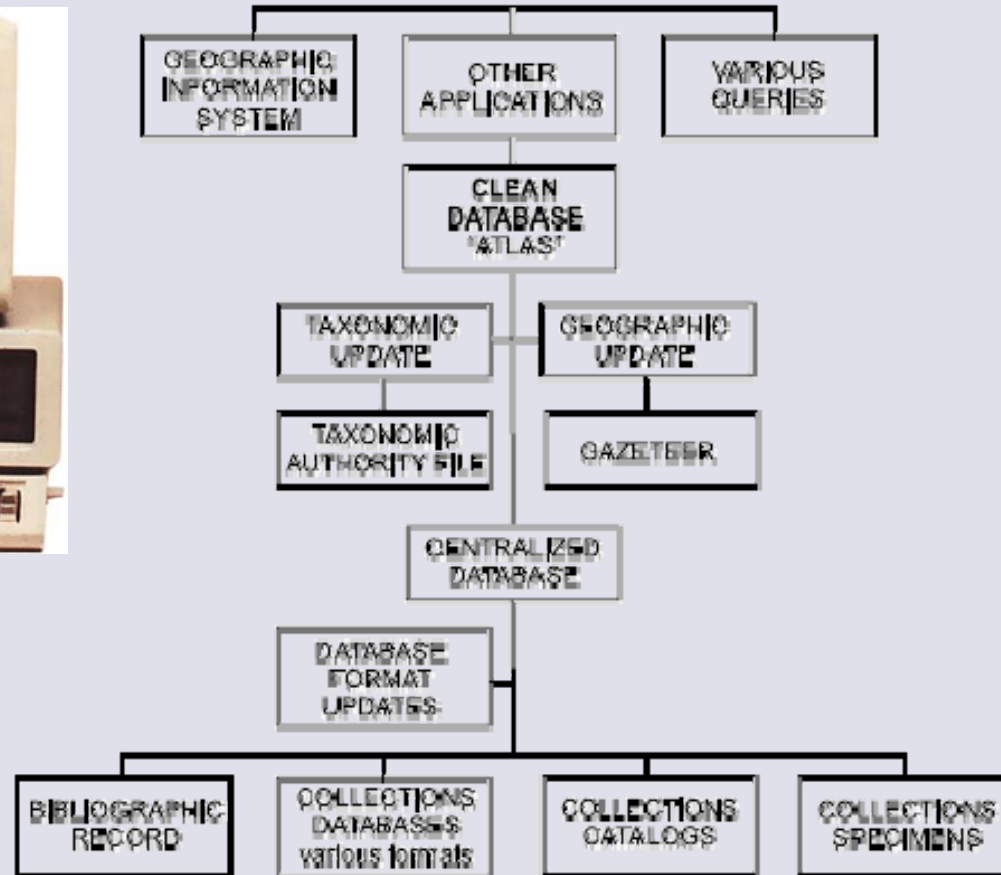 GEOGRAPHIC
INFORMATION
SYSTEM
OTHER
APPLICATIONS
VARIOUS
QUERIES
CLEAN
DATABASE
"ATLAS"
TAXONOMIC
UPDATE
GEOGRAPHIC
UPDATE
TAXONOMIC
AUTHORITY FILE
GAZETEER
CENTRALIZED
DATABASE
DATABASE
FORMAT
UPDATES
BIBLIOGRAPHIC
RECORD
COLLECTIONS
DATABASES
various formats
COLLECTIONS
CATALOGS
COLLECTIONS
SPECIMENS